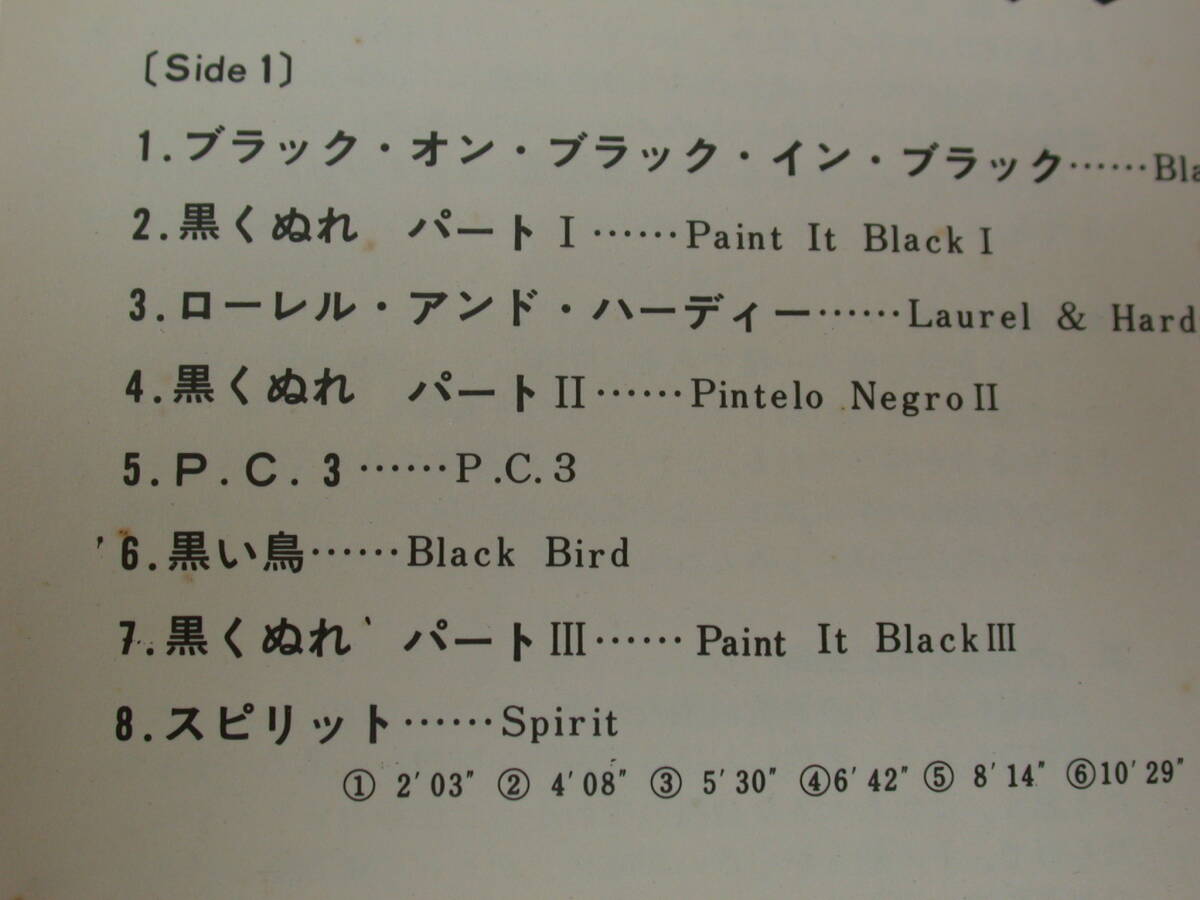 〔Side 1〕
1.ブラック・オン・ブラック・イン・ブラック……Bla
2.黒くぬれ　パートⅠ……Paint It Black Ⅰ
3.ローレル・アンド・ハーディー……Laurel & Hard
4.黒くぬれ　パートⅡ……Pintelo Negro Ⅱ
5.P.C.3……P.C.3
6.黒い鳥……Black Bird
7.黒くぬれ　パートⅢ……Paint It Black Ⅲ
8.スピリット……Spirit
① 2′03″ ② 4′08″ ③ 5′30″ ④6′42″ ⑤ 8′14″ ⑥10′29″